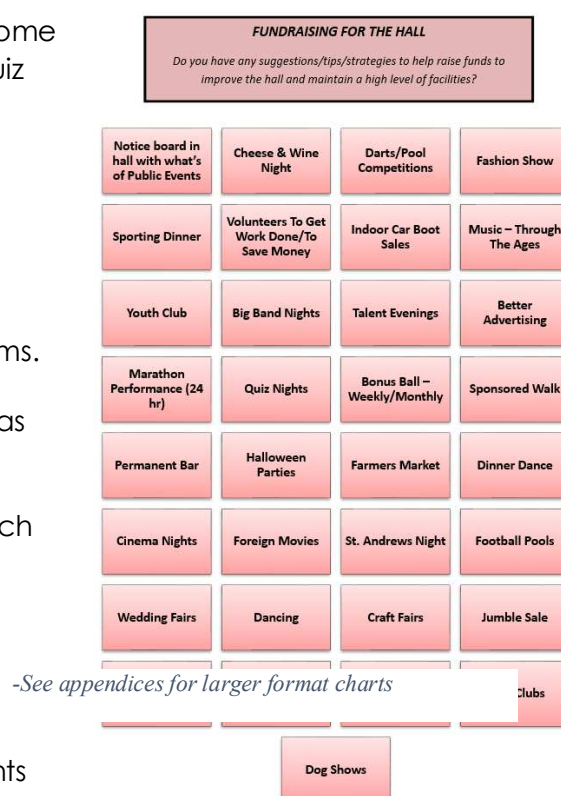 ome
uiz
ms.
as
ch
nts
FUNDRAISING FOR THE HALL
Do you have any suggestions/tips/strategies to help raise funds to
improve the hall and maintain a high level of facilities?
Notice board in
hall with what's
of Public Events
Cheese & Wine
Night
Darts/Pool
Competitions
Fashion Show
Sporting Dinner
Volunteers To Get
Work Done/To
Save Money
Indoor Car Boot
Sales
Music – Through
The Ages
Youth Club
Big Band Nights
Talent Evenings
Better
Advertising
Marathon
Performance (24
hr)
Quiz Nights
Bonus Ball –
Weekly/Monthly
Sponsored Walk
Permanent Bar
Halloween
Parties
Farmers Market
Dinner Dance
Cinema Nights
Foreign Movies
St. Andrews Night
Football Pools
Wedding Fairs
Dancing
Craft Fairs
Jumble Sale
-See appendices for larger format charts
Clubs
Dog Shows